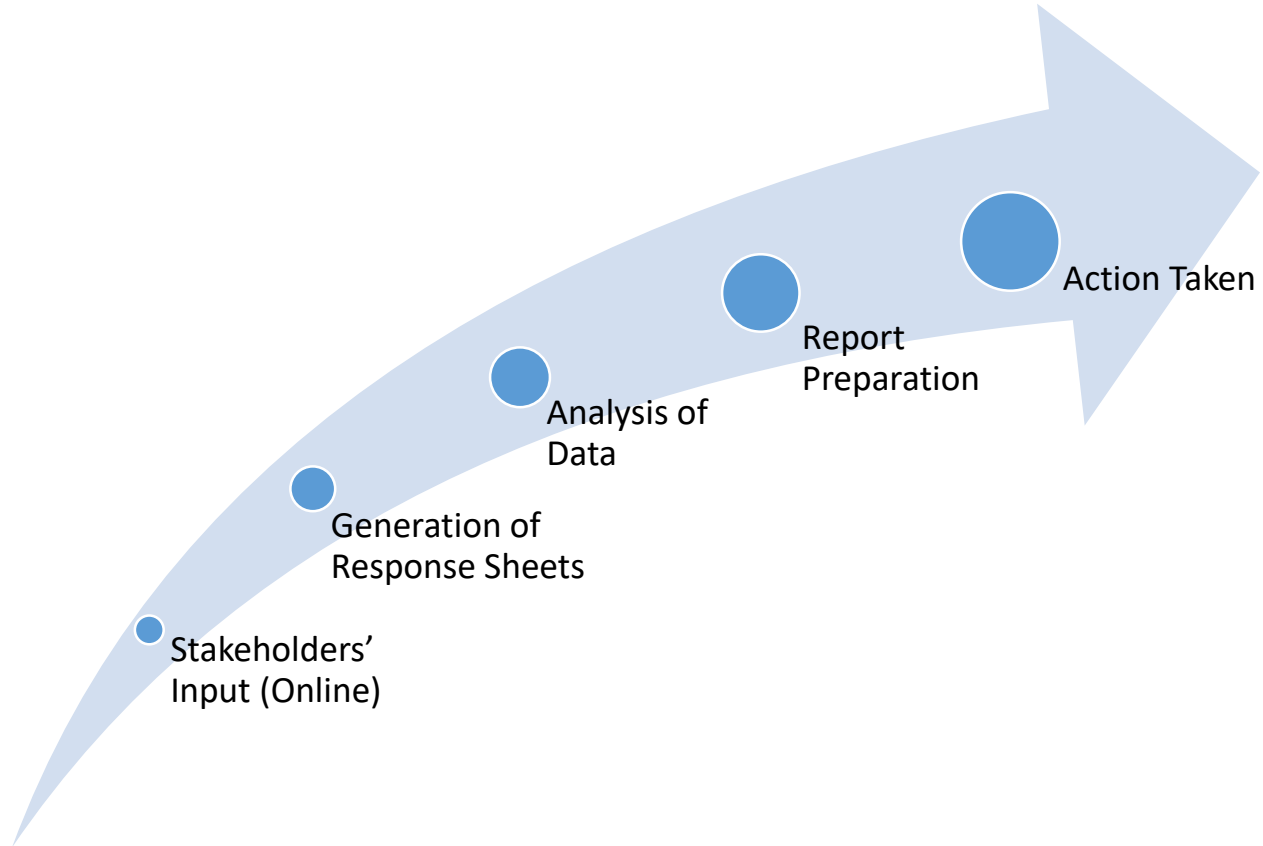 Action Taken
Report
Preparation
Analysis of
Data
Generation of
Response Sheets
Stakeholders’
Input (Online)